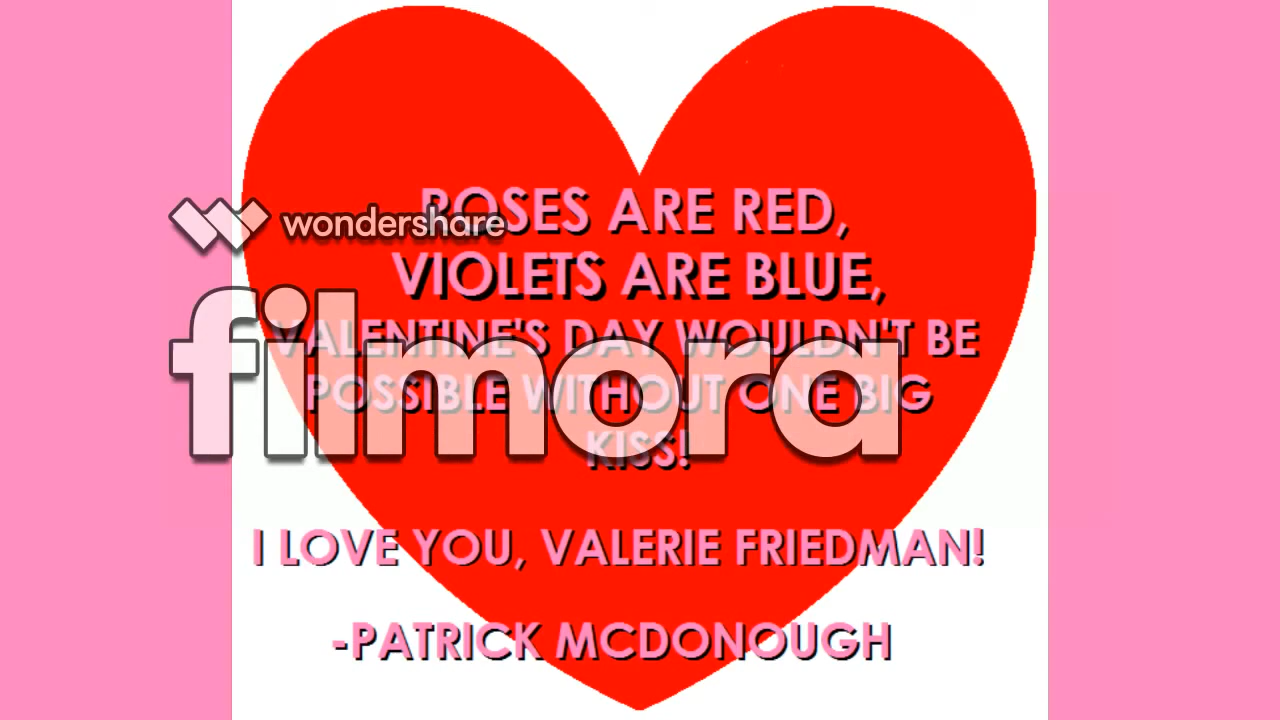 ROSES ARE RED,
wondershare
VIOLETS ARE BLUE,
filmora
VALENTINE'S DAY WOULDN'T BE
POSSIBLE WITHOUT ONE BIG
KISS!
I LOVE YOU, VALERIE FRIEDMAN!
-PATRICK MCDONOUGH